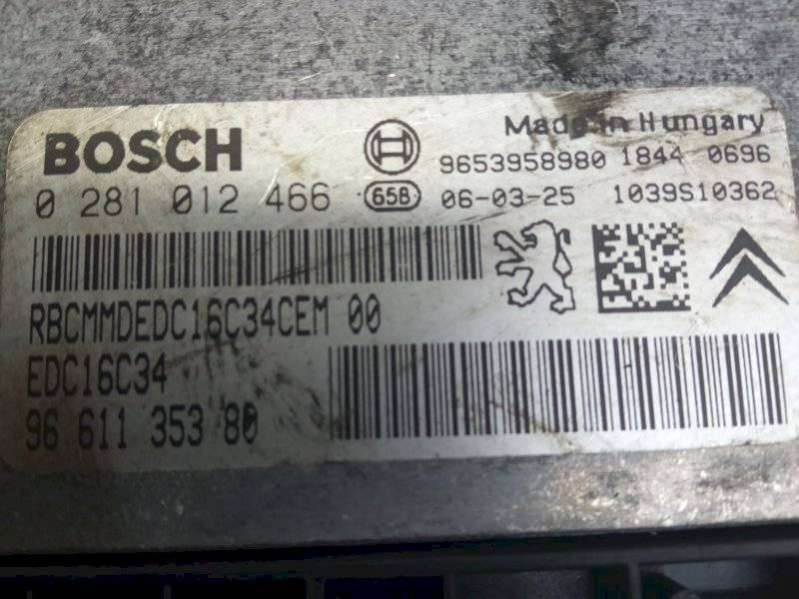 BOSCH
Made in Hungary
9653958980 1844 0696
0 281 012 466 65B 06-03-25 1039S10362
RBCMMDEDC16C34CEM 00
EDC16C34
96 611 353 80